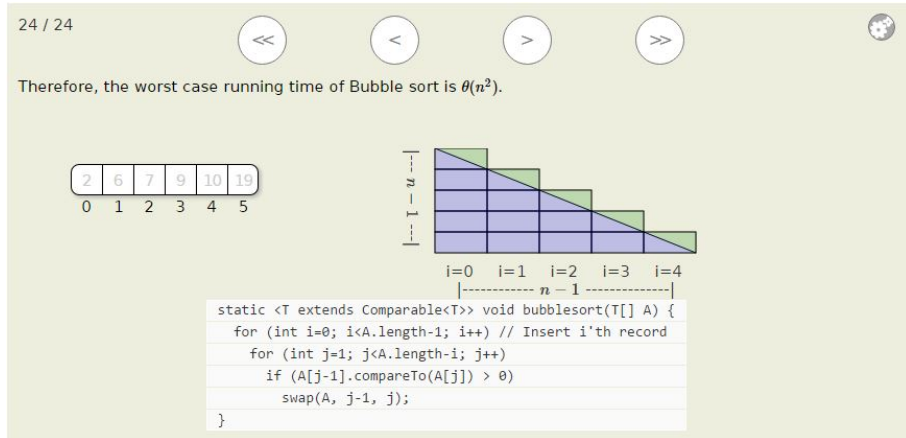 24 / 24
<< < > >>
Therefore, the worst case running time of Bubble sort is θ(n²).
2 6 7 9 10 19
0 1 2 3 4 5
|--- n − 1 ---|
i=0 i=1 i=2 i=3 i=4
|------------ n − 1 --------------|
static <T extends Comparable<T>> void bubblesort(T[] A) {
for (int i=0; i<A.length-1; i++) // Insert i'th record
for (int j=1; j<A.length-i; j++)
if (A[j-1].compareTo(A[j]) > 0)
swap(A, j-1, j);
}